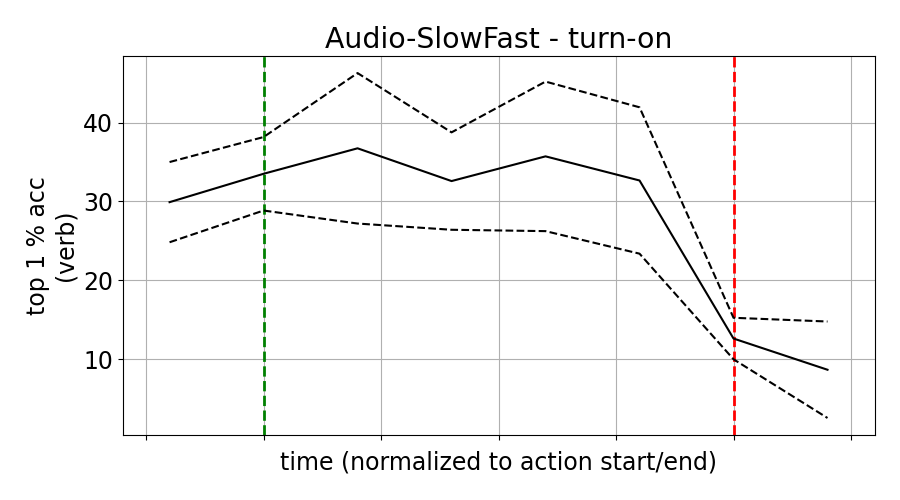 Audio-SlowFast - turn-on
top 1 % acc
(verb)
40
30
20
10
time (normalized to action start/end)